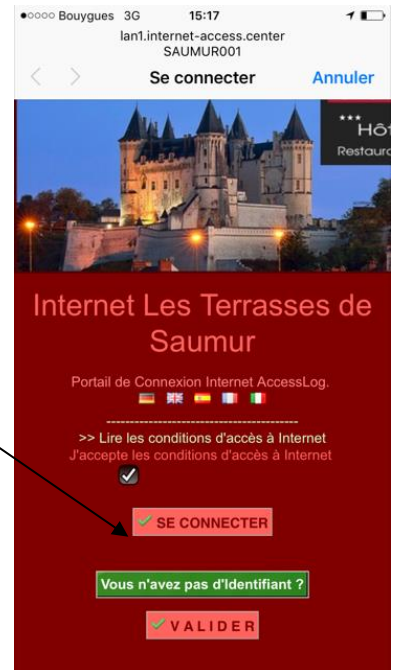 Bouygues 3G 15:17
lan1.internet-access.center
SAUMUR001
Se connecter Annuler
Hôt
Restaura
Internet Les Terrasses de
Saumur
Portail de Connexion Internet AccessLog.
------------------------------------------
>> Lire les conditions d'accès à Internet
J'accepte les conditions d'accès à Internet
SE CONNECTER
Vous n'avez pas d'Identifiant ?
VALIDER